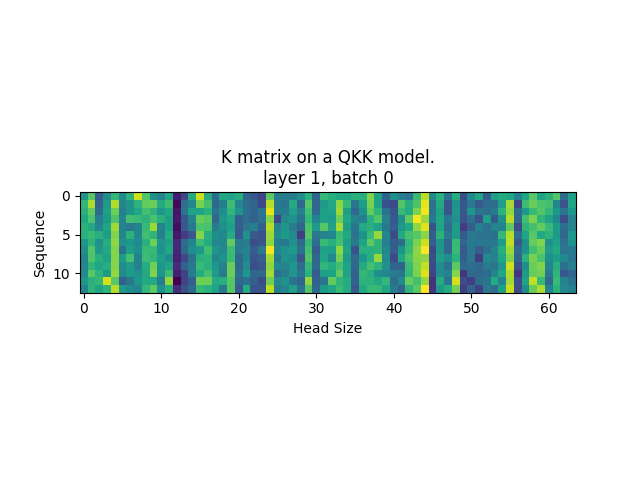 K matrix on a QKK model.
layer 1, batch 0
0
5
10
Sequence
0 10 20 30 40 50 60
Head Size